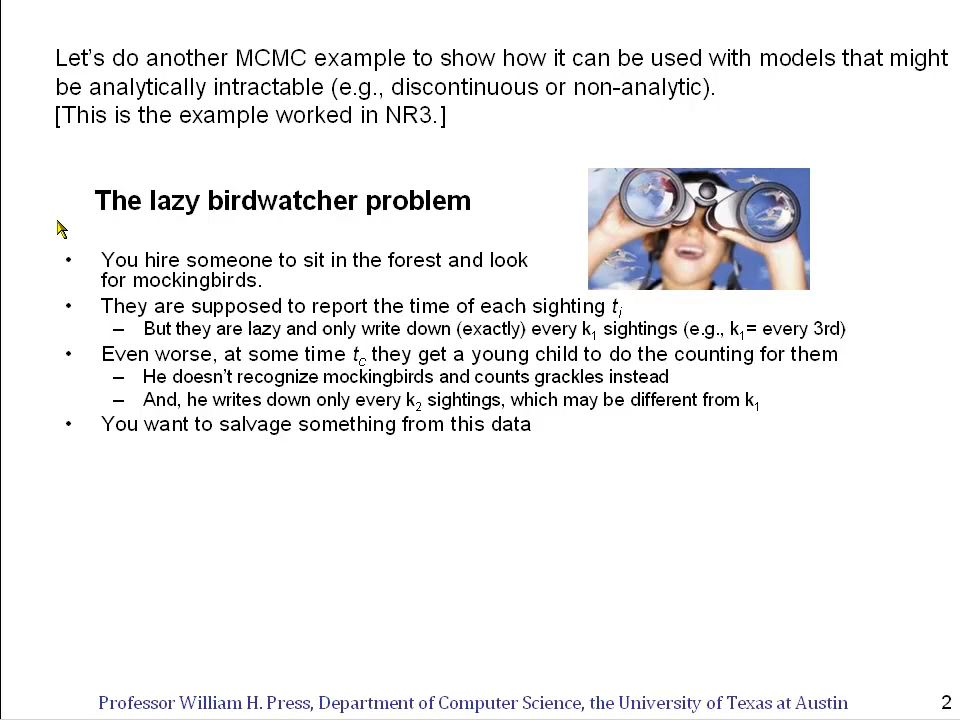 Let's do another MCMC example to show how it can be used with models that might
be analytically intractable (e.g., discontinuous or non-analytic).
[This is the example worked in NR3.]
The lazy birdwatcher problem
• You hire someone to sit in the forest and look
for mockingbirds.
• They are supposed to report the time of each sighting tᵢ
– But they are lazy and only write down (exactly) every k₁ sightings (e.g., k₁= every 3rd)
• Even worse, at some time t_c they get a young child to do the counting for them
– He doesn't recognize mockingbirds and counts grackles instead
– And, he writes down only every k₂ sightings, which may be different from k₁
• You want to salvage something from this data
Professor William H. Press, Department of Computer Science, the University of Texas at Austin 2